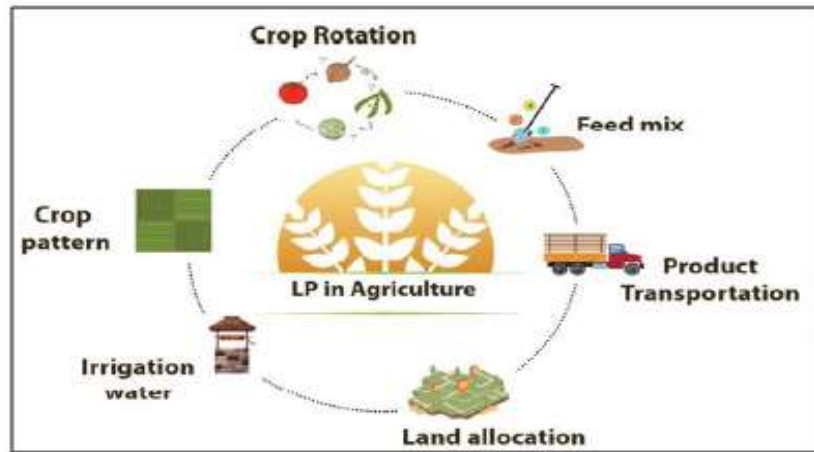 Crop Rotation
Feed mix
Product
Transportation
Land allocation
Irrigation
water
Crop
pattern
LP in Agriculture